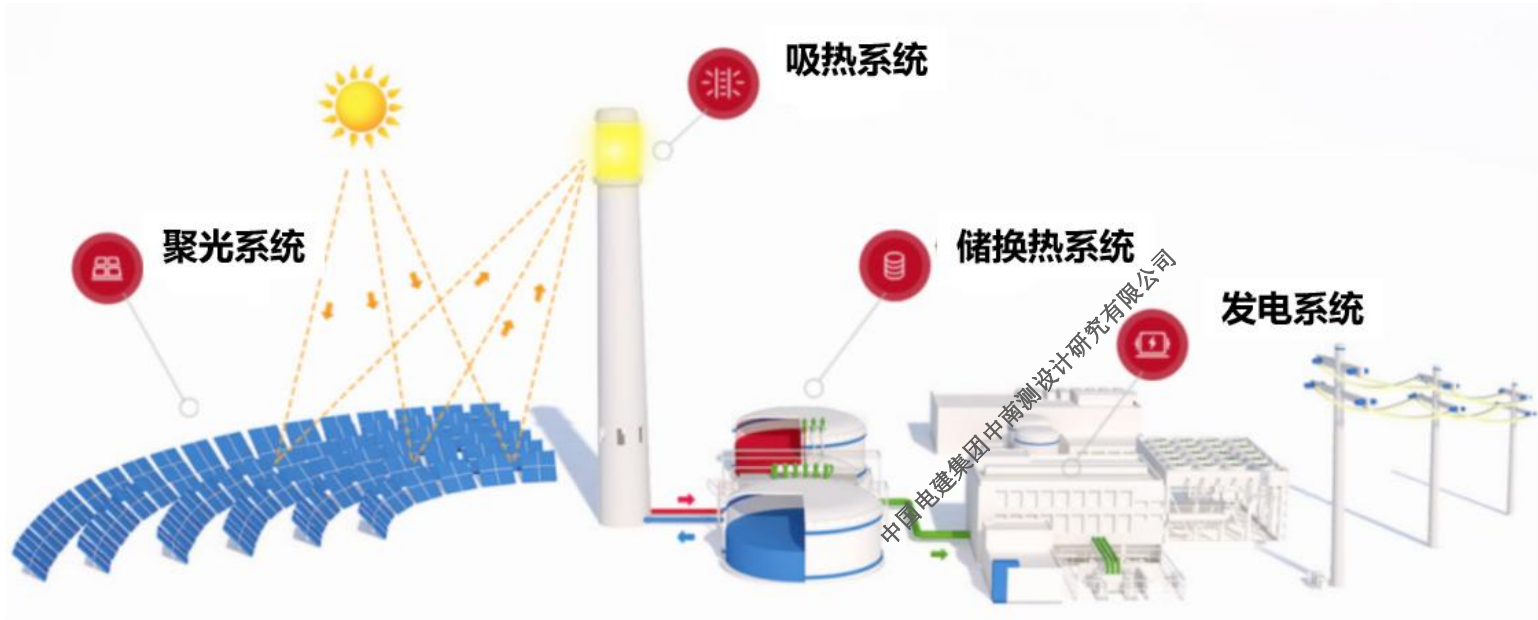 吸热系统
聚光系统
储换热系统
发电系统
中国电建集团中南测设计研究有限公司